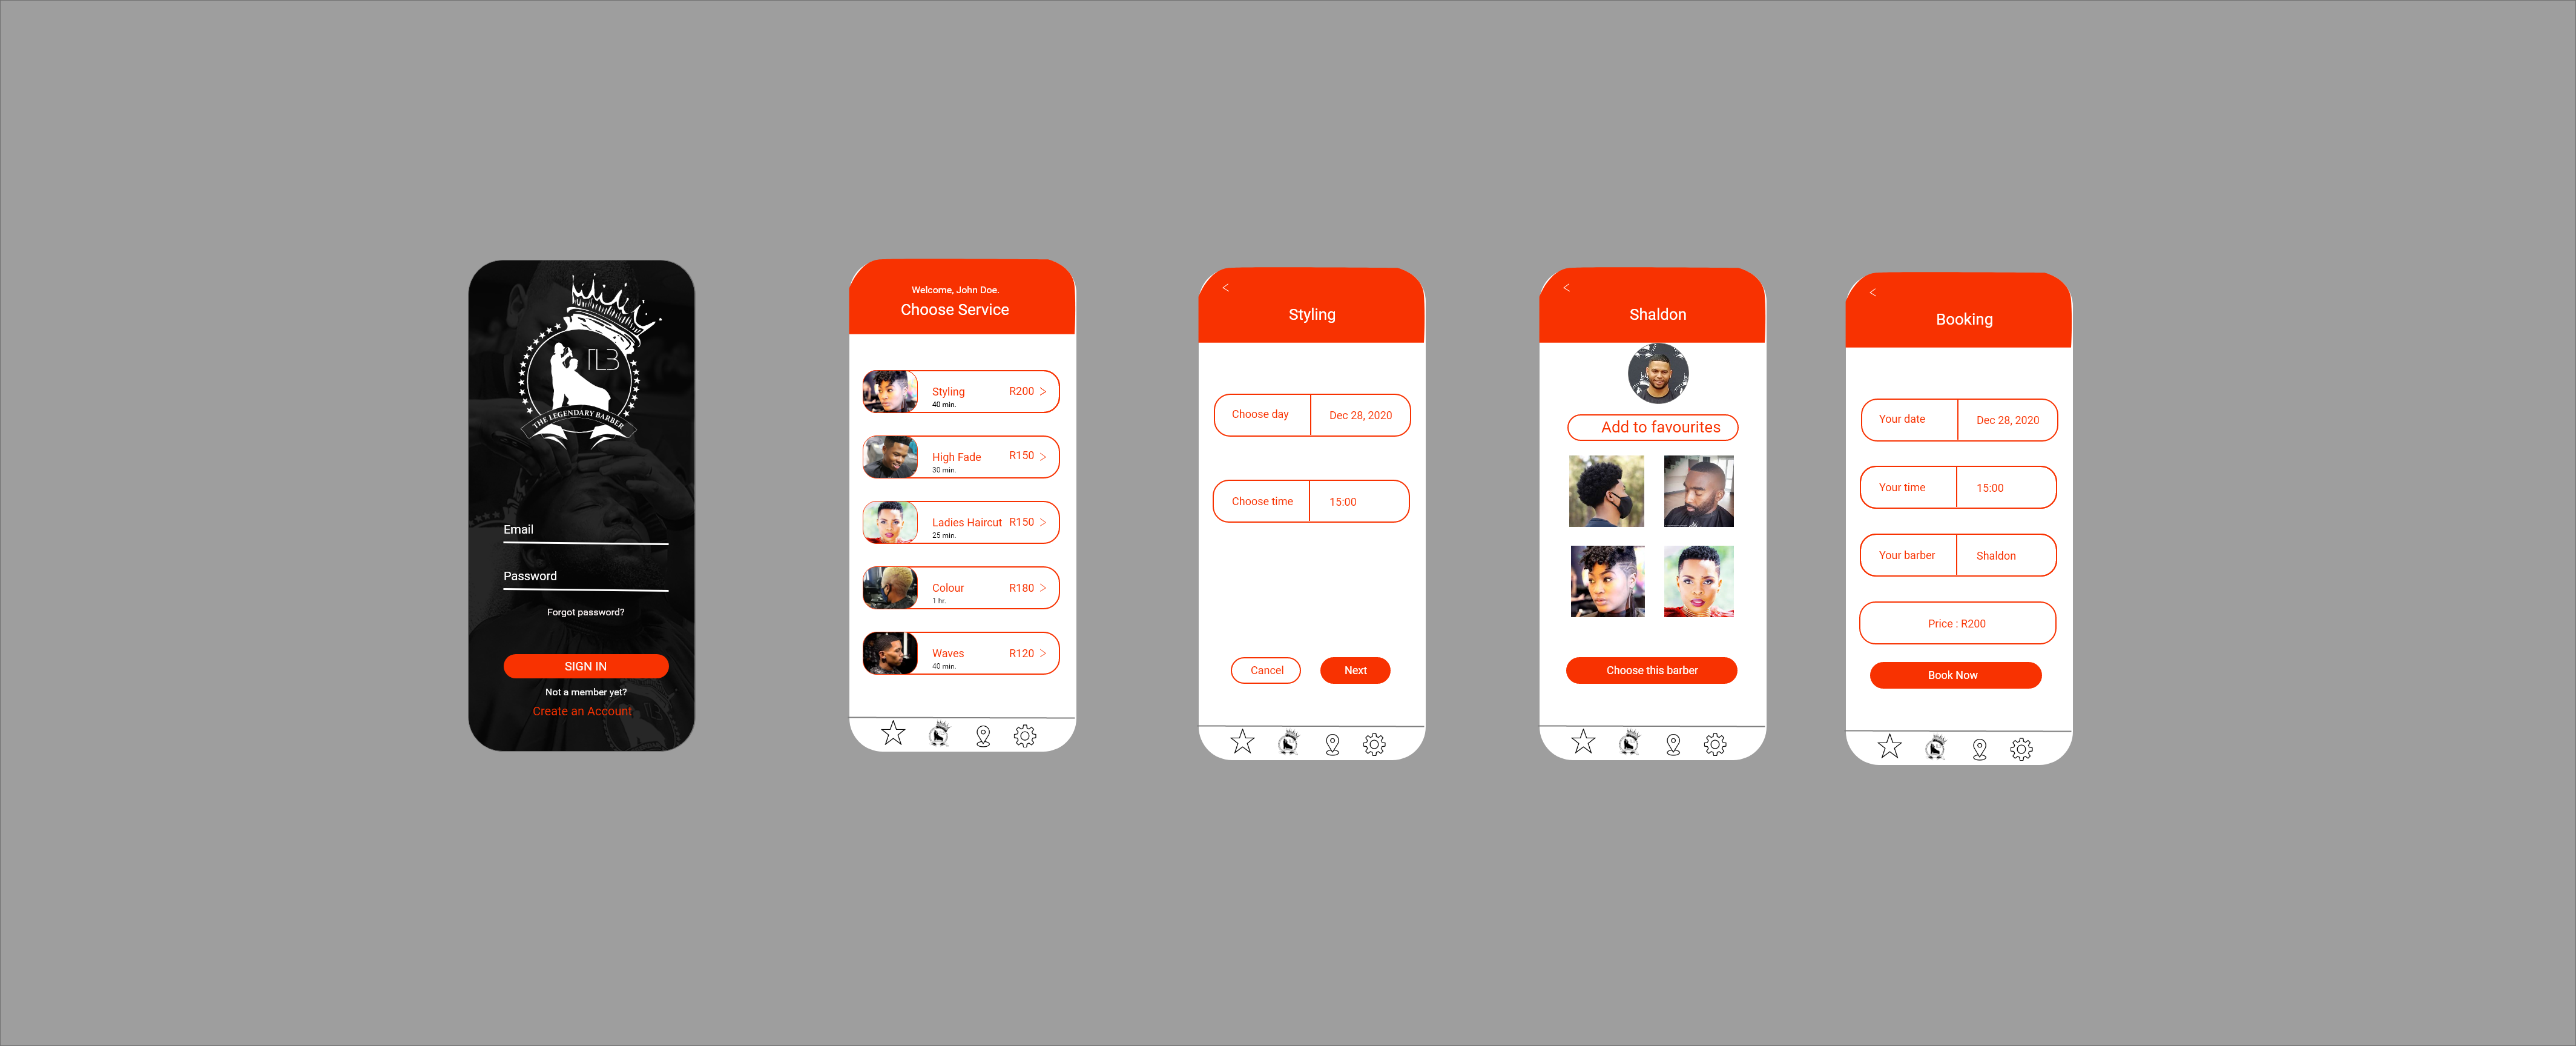 TLB
THE LEGENDARY BARBER
Email
Password
Forgot password?
SIGN IN
Not a member yet?
Create an Account
Welcome, John Doe.
Choose Service
Styling R200 >
40 min.
High Fade R150 >
30 min.
Ladies Haircut R150 >
25 min.
Colour R180 >
1 hr.
Waves R120 >
40 min.
<
Styling
Choose day Dec 28, 2020
Choose time 15:00
Cancel Next
<
Shaldon
Add to favourites
Choose this barber
<
Booking
Your date Dec 28, 2020
Your time 15:00
Your barber Shaldon
Price : R200
Book Now